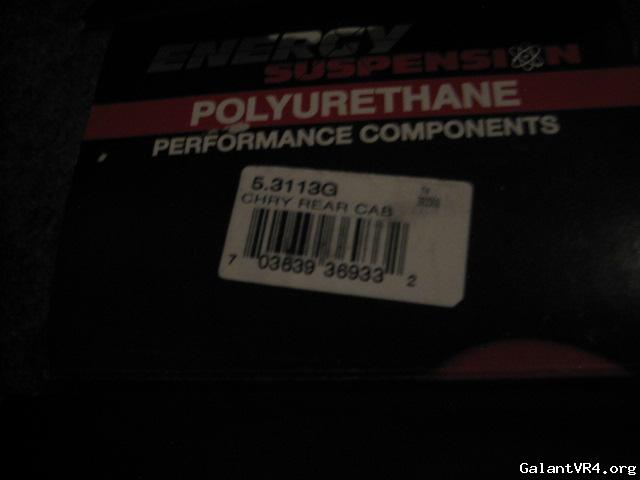 ENERGY
SUSPENSION
POLYURETHANE
PERFORMANCE COMPONENTS
5.3113G
CHRY REAR CAB
7 03639 36933 2
GalantVR4.org